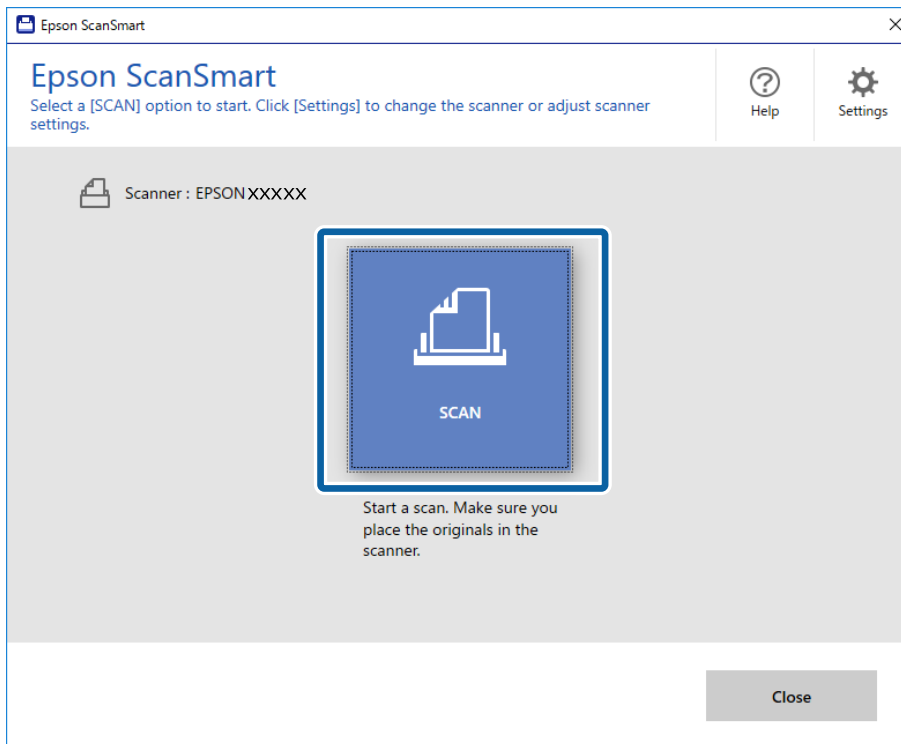 Epson ScanSmart
Epson ScanSmart
Select a [SCAN] option to start. Click [Settings] to change the scanner or adjust scanner
settings.
Help
Settings
Scanner : EPSON XXXXX
SCAN
Start a scan. Make sure you
place the originals in the
scanner.
Close